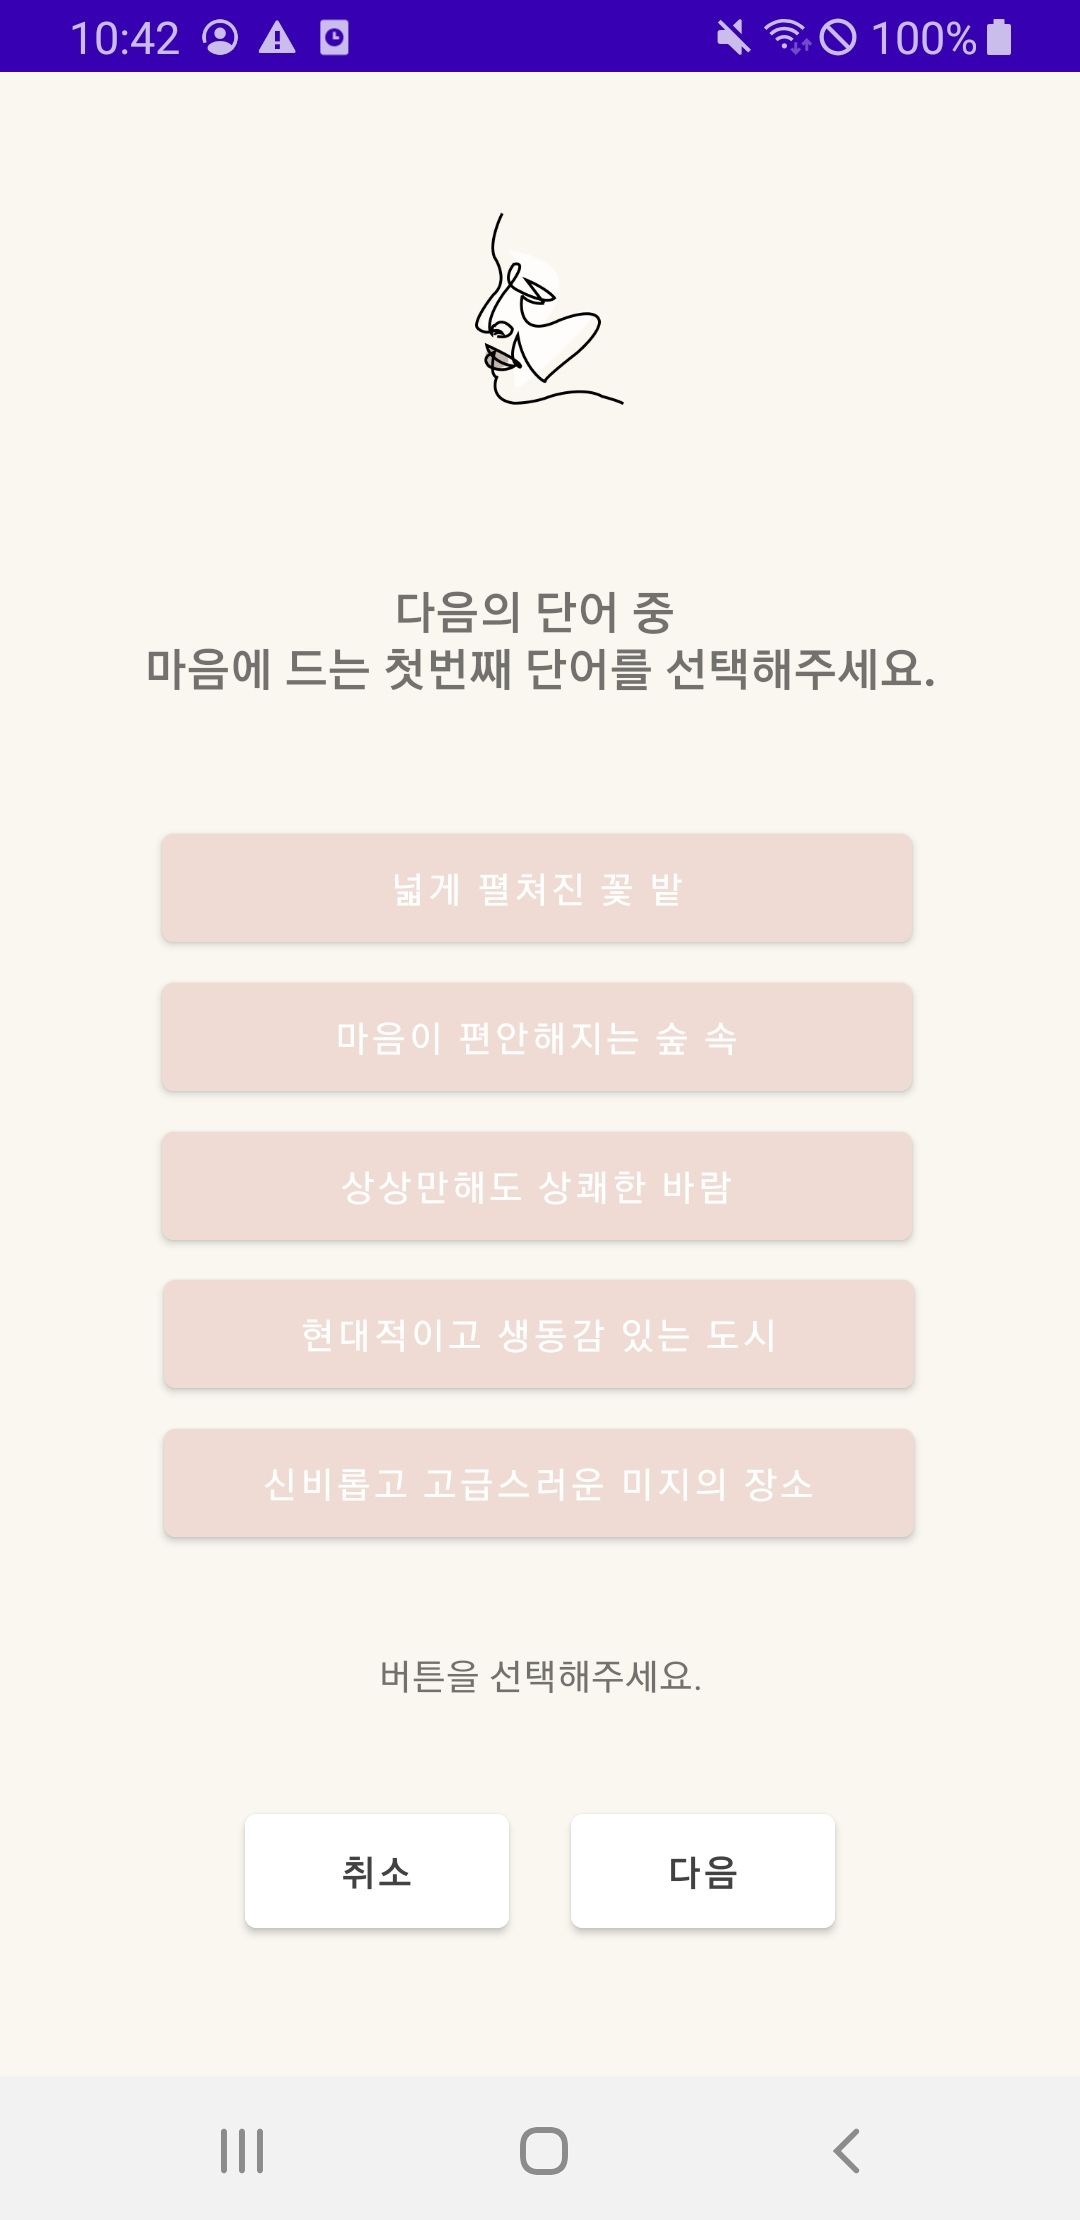 10:42
100%
다음의 단어 중
마음에 드는 첫번째 단어를 선택해주세요.
넓게 펼쳐진 꽃 밭
마음이 편안해지는 숲 속
상상만해도 상쾌한 바람
현대적이고 생동감 있는 도시
신비롭고 고급스러운 미지의 장소
버튼을 선택해주세요.
취소
다음